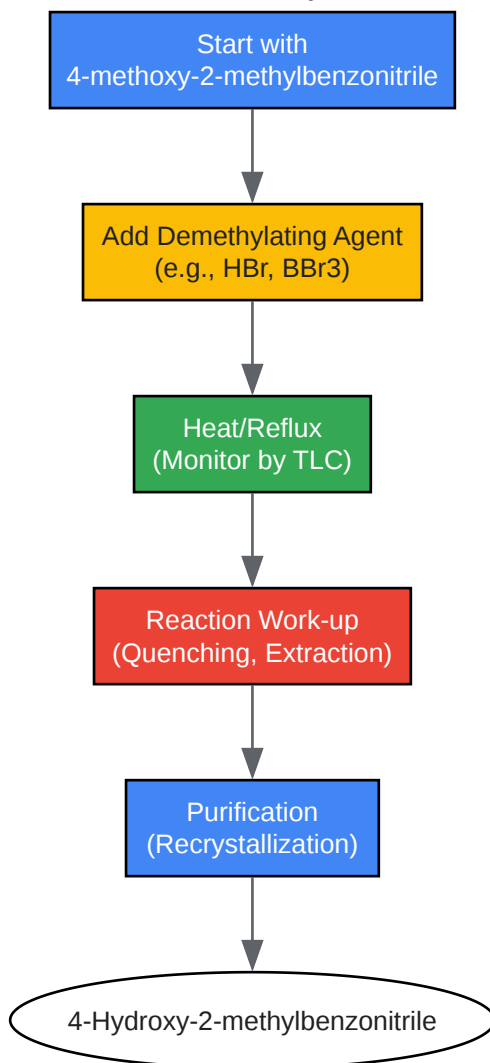 Start with
4-methoxy-2-methylbenzonitrile
Add Demethylating Agent
(e.g., HBr, BBr3)
Heat/Reflux
(Monitor by TLC)
Reaction Work-up
(Quenching, Extraction)
Purification
(Recrystallization)
4-Hydroxy-2-methylbenzonitrile